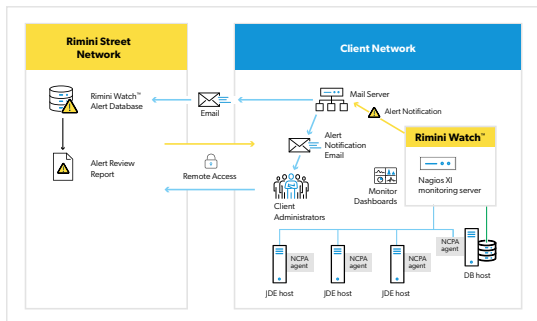 Rimini Street
Network
Client Network
Rimini Watch™
Alert Database
Email
Mail Server
Alert Notification
Alert
Notification
Email
Rimini Watch™
Nagios XI
monitoring server
Alert Review
Report
Remote Access
Client
Administrators
Monitor
Dashboards
NCPA
agent
NCPA
agent
NCPA
agent
NCPA
agent
JDE host
JDE host
JDE host
DB host